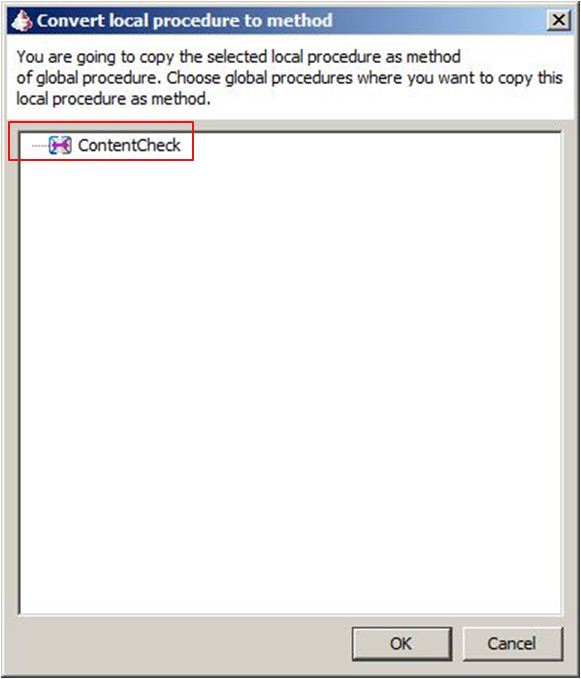 Convert local procedure to method
You are going to copy the selected local procedure as method
of global procedure. Choose global procedures where you want to copy this
local procedure as method.
ContentCheck
OK
Cancel